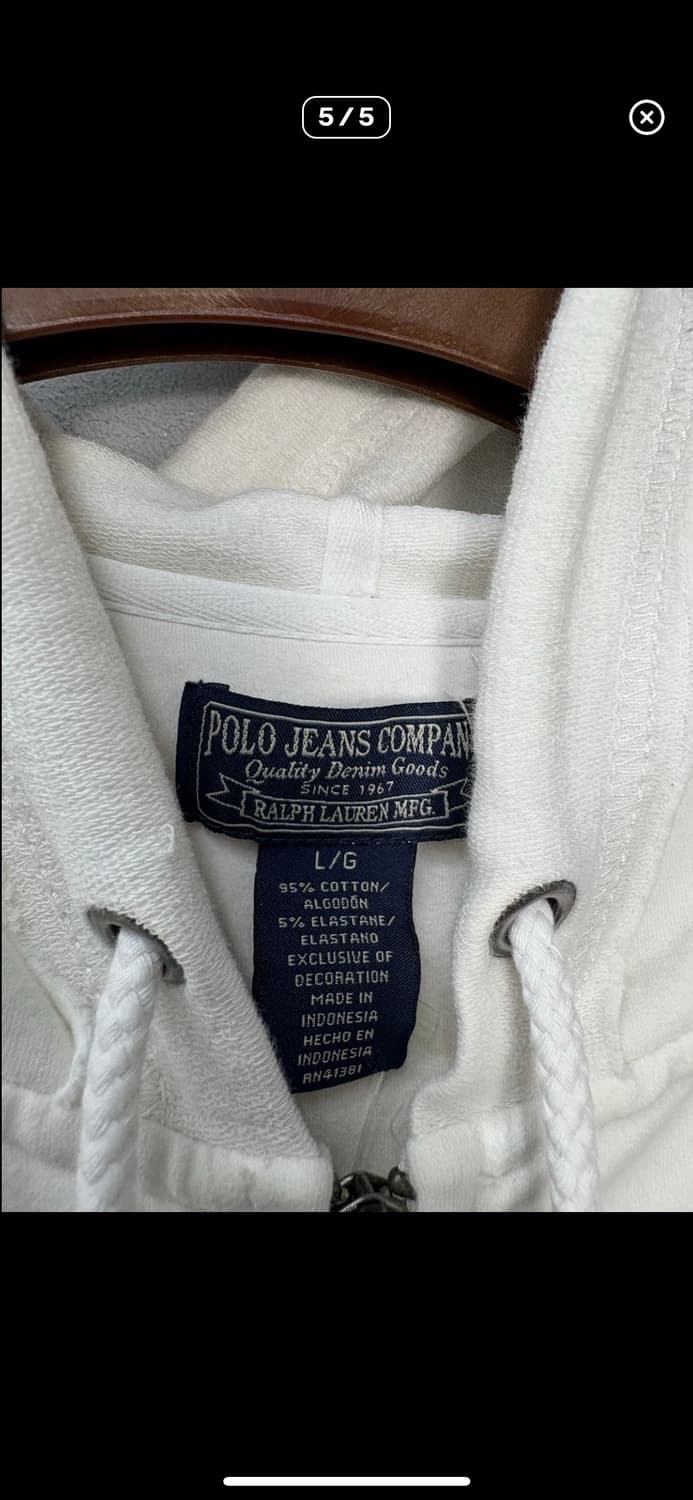 5/5
POLO JEANS COMPAN
Quality Denim Goods
SINCE 1967
RALPH LAUREN MFG.
L/G
95% COTTON/
ALGODÓN
5% ELASTANE/
ELASTANO
EXCLUSIVE OF
DECORATION
MADE IN
INDONESIA
HECHO EN
INDONESIA
RN41381